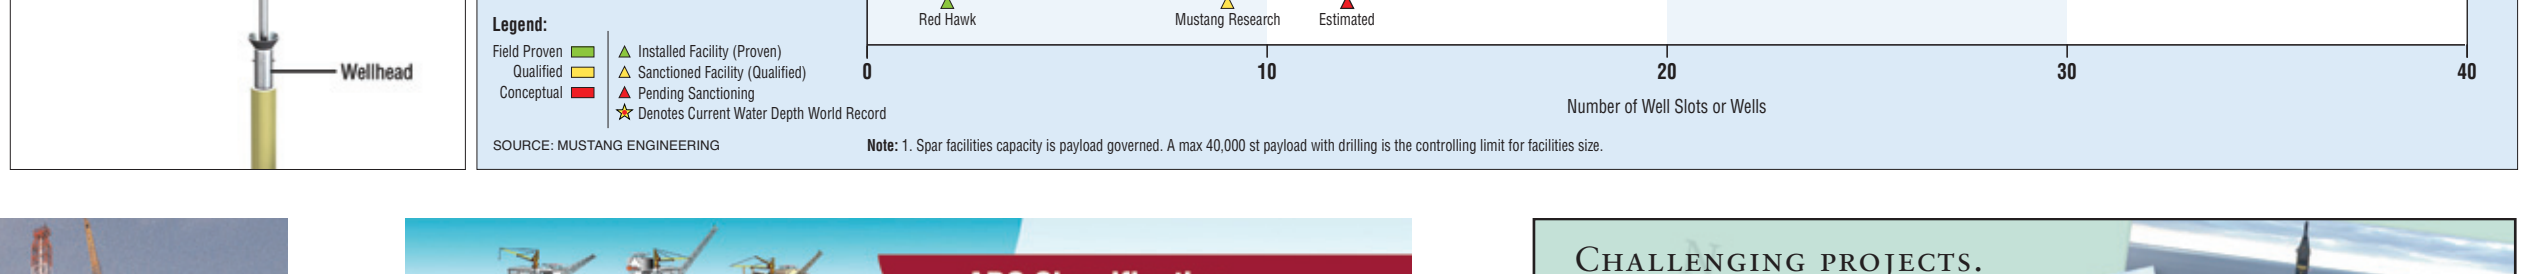 Wellhead
Red Hawk
Mustang Research
Estimated
Legend:
Field Proven
Qualified
Conceptual
Installed Facility (Proven)
Sanctioned Facility (Qualified)
Pending Sanctioning
Denotes Current Water Depth World Record
0 10 20 30 40
Number of Well Slots or Wells
SOURCE: MUSTANG ENGINEERING
Note: 1. Spar facilities capacity is payload governed. A max 40,000 st payload with drilling is the controlling limit for facilities size.
CHALLENGING PROJECTS.